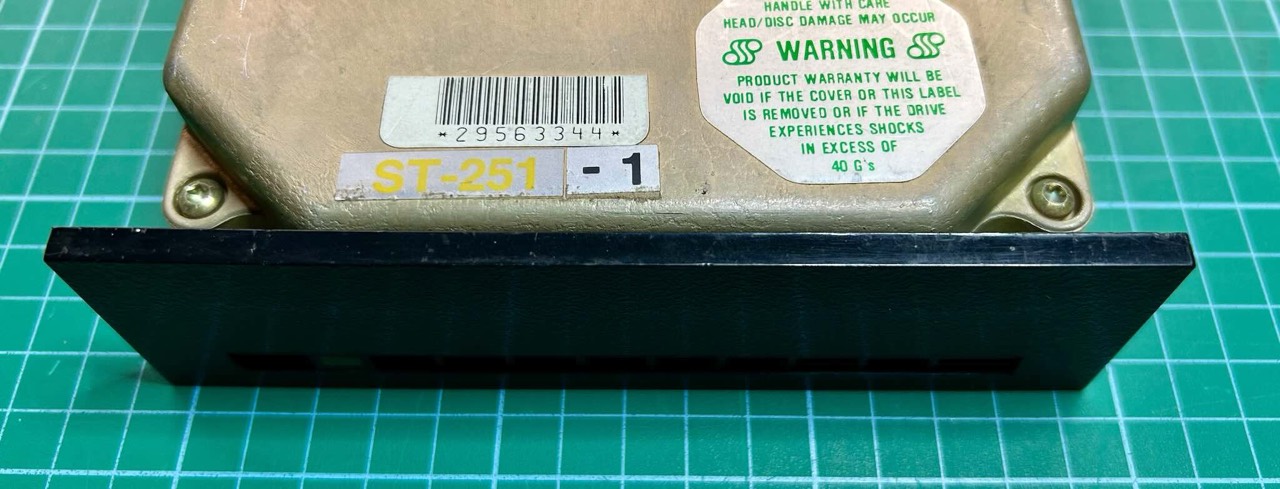 HANDLE WITH CARE
HEAD/DISC DAMAGE MAY OCCUR
WARNING
PRODUCT WARRANTY WILL BE
VOID IF THE COVER OR THIS LABEL
IS REMOVED OR IF THE DRIVE
EXPERIENCES SHOCKS
IN EXCESS OF
40 G's
*29563344*
ST-251 - 1